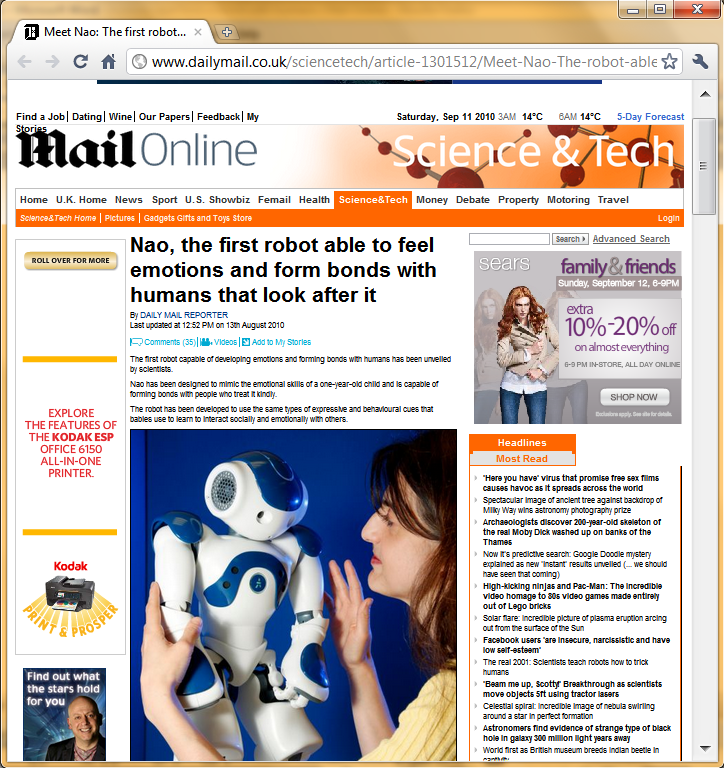 Meet Nao: The first robot...
www.dailymail.co.uk/sciencetech/article-1301512/Meet-Nao-The-robot-able
Find a Job | Dating | Wine | Our Papers | Feedback | My Stories
Saturday, Sep 11 2010 3AM 14°C 6AM 14°C 5-Day Forecast
Mail Online
Science & Tech
Home U.K. Home News Sport U.S. Showbiz Femail Health Science&Tech Money Debate Property Motoring Travel
Science&Tech Home | Pictures | Gadgets Gifts and Toys Store Login
ROLL OVER FOR MORE
EXPLORE
THE FEATURES OF
THE KODAK ESP
OFFICE 6150
ALL-IN-ONE
PRINTER.
Kodak
PRINT & PROSPER
Find out what
the stars hold
for you
Nao, the first robot able to feel
emotions and form bonds with
humans that look after it
By DAILY MAIL REPORTER
Last updated at 12:52 PM on 13th August 2010
Comments (35) | Videos | Add to My Stories
The first robot capable of developing emotions and forming bonds with humans has been unveiled
by scientists.
Nao has been designed to mimic the emotional skills of a one-year-old child and is capable of
forming bonds with people who treat it kindly.
The robot has been developed to use the same types of expressive and behavioural cues that
babies use to learn to interact socially and emotionally with others.
Search Advanced Search
sears
family & friends
Sunday, September 12, 6-9PM
extra
10%-20% off
on almost everything
6-9 PM IN-STORE, ALL DAY ONLINE
SHOP NOW
Exclusions apply. See site for details.
Headlines
Most Read
'Here you have' virus that promise free sex films
causes havoc as it spreads across the world
Spectacular image of ancient tree against backdrop of
Milky Way wins astronomy photography prize
Archaeologists discover 200-year-old skeleton of
the real Moby Dick washed up on banks of the
Thames
Now it's predictive search: Google Doodle mystery
explained as new 'instant' results unveiled (... we should
have seen that coming)
High-kicking ninjas and Pac-Man: The incredible
video homage to 80s video games made entirely
out of Lego bricks
Solar flare: Incredible picture of plasma eruption arcing
out from the surface of the Sun
Facebook users 'are insecure, narcissistic and have
low self-esteem'
The real 2001: Scientists teach robots how to trick
humans
'Beam me up, Scotty!' Breakthrough as scientists
move objects 5ft using tractor lasers
Celestial spiral: Incredible image of nebula swirling
around a star in perfect formation
Astronomers find evidence of strange type of black
hole in galaxy 300 million light years away
World first as British museum breeds Indian beetle in